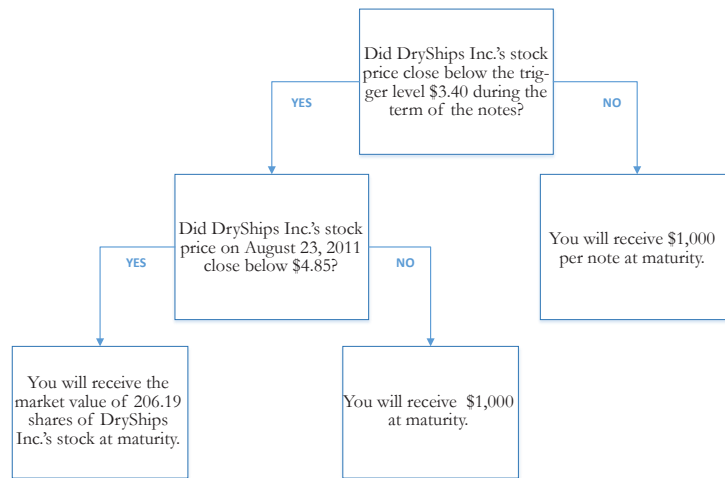 Did DryShips Inc.'s stock
price close below the trig-
ger level $3.40 during the
term of the notes?
YES
NO
Did DryShips Inc.'s stock
price on August 23, 2011
close below $4.85?
You will receive $1,000
per note at maturity.
YES
NO
You will receive the
market value of 206.19
shares of DryShips
Inc.'s stock at maturity.
You will receive $1,000
at maturity.